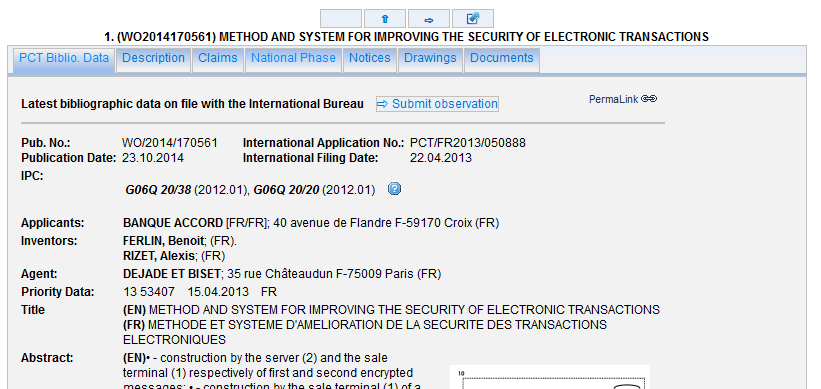 1. (WO2014170561) METHOD AND SYSTEM FOR IMPROVING THE SECURITY OF ELECTRONIC TRANSACTIONS
PCT Biblio. Data Description Claims National Phase Notices Drawings Documents
Latest bibliographic data on file with the International Bureau ⇨ Submit observation PermaLink
Pub. No.: WO/2014/170561 International Application No.: PCT/FR2013/050888
Publication Date: 23.10.2014 International Filing Date: 22.04.2013
IPC:
G06Q 20/38 (2012.01), G06Q 20/20 (2012.01) ?
Applicants: BANQUE ACCORD [FR/FR]; 40 avenue de Flandre F-59170 Croix (FR)
Inventors: FERLIN, Benoit; (FR).
RIZET, Alexis; (FR)
Agent: DEJADE ET BISET; 35 rue Châteaudun F-75009 Paris (FR)
Priority Data: 13 53407 15.04.2013 FR
Title (EN) METHOD AND SYSTEM FOR IMPROVING THE SECURITY OF ELECTRONIC TRANSACTIONS
(FR) METHODE ET SYSTEME D'AMELIORATION DE LA SECURITE DES TRANSACTIONS
ELECTRONIQUES
Abstract: (EN)• - construction by the server (2) and the sale
terminal (1) respectively of first and second encrypted
messages; • - construction by the sale terminal (1) of a
10